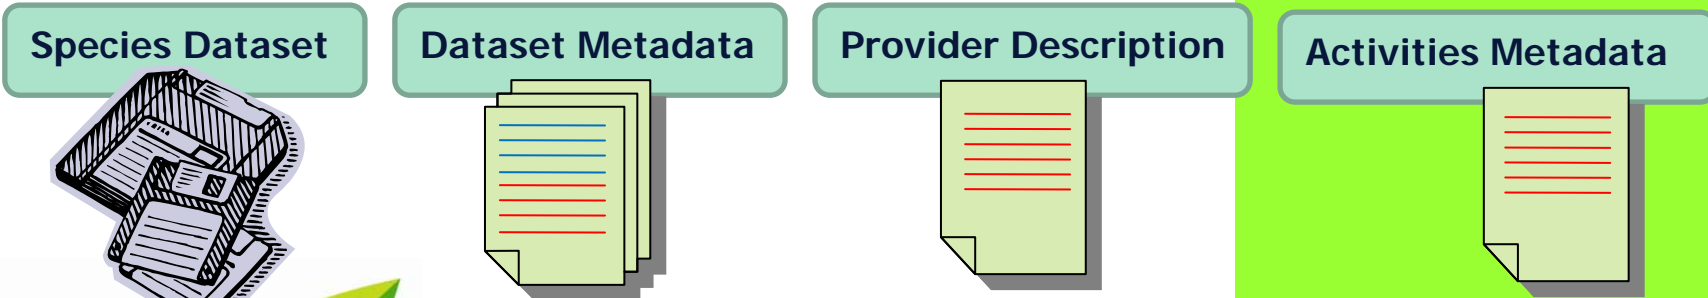 Species Dataset
Dataset Metadata
Provider Description
Activities Metadata